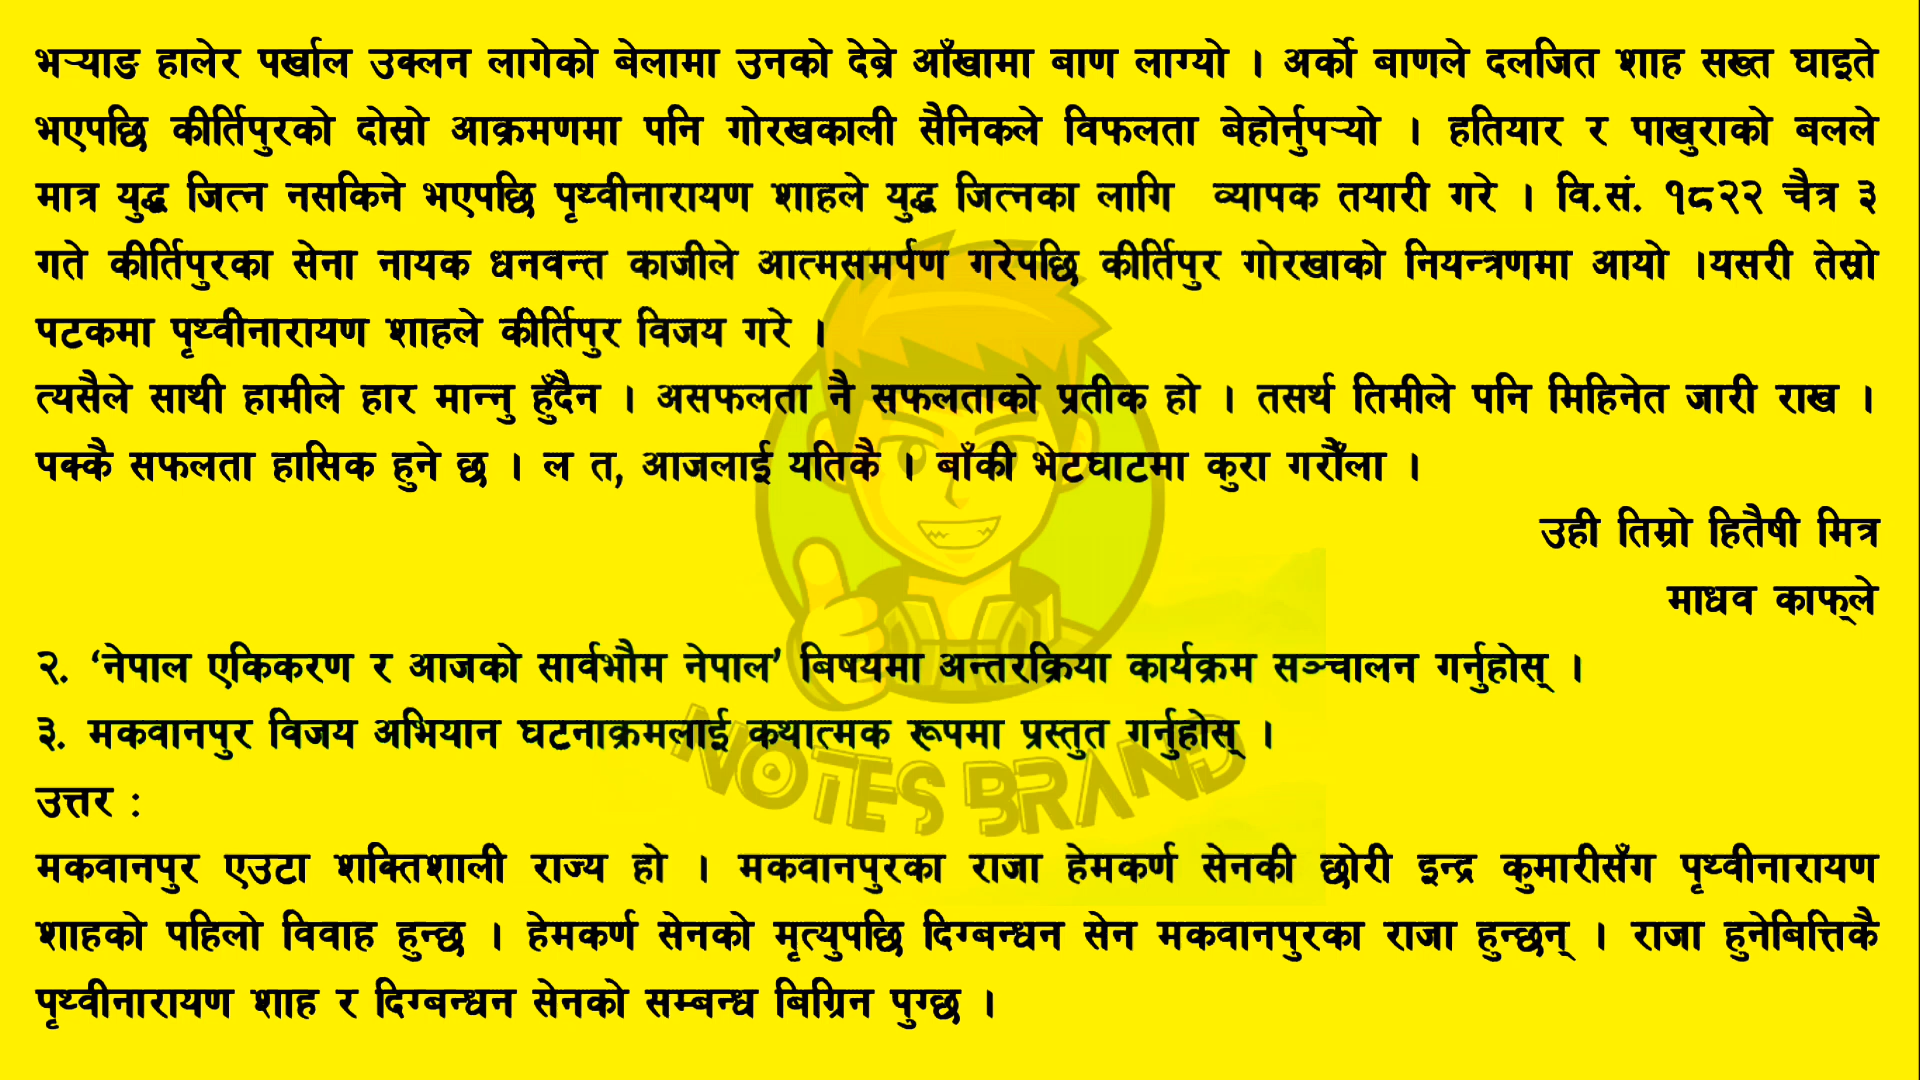 भऱ्याङ हालेर पर्खाल उक्लन लागेको बेलामा उनको देब्रे आँखामा बाण लाग्यो । अर्को बाणले दलजित शाह सख्त घाइते
भएपछि कीर्तिपुरको दोस्रो आक्रमणमा पनि गोरखकाली सैनिकले विफलता बेहोर्नुपऱ्यो । हतियार र पाखुराको बलले
मात्र युद्ध जित्न नसकिने भएपछि पृथ्वीनारायण शाहले युद्ध जित्नका लागि व्यापक तयारी गरे । वि.सं. १८२२ चैत्र ३
गते कीर्तिपुरका सेना नायक धनवन्त काजीले आत्मसमर्पण गरेपछि कीर्तिपुर गोरखाको नियन्त्रणमा आयो ।यसरी तेस्रो
पटकमा पृथ्वीनारायण शाहले कीर्तिपुर विजय गरे ।
त्यसैले साथी हामीले हार मान्नु हुँदैन । असफलता नै सफलताको प्रतीक हो । तसर्थ तिमीले पनि मिहिनेत जारी राख ।
पक्कै सफलता हासिक हुने छ । ल त, आजलाई यतिकै । बाँकी भेटघाटमा कुरा गरौँला ।
उही तिम्रो हितैषी मित्र
माधव काफ्‌ले
२. ‘नेपाल एकिकरण र आजको सार्वभौम नेपाल’ बिषयमा अन्तरक्रिया कार्यक्रम सञ्चालन गर्नुहोस् ।
३. मकवानपुर विजय अभियान घटनाक्रमलाई कथात्मक रूपमा प्रस्तुत गर्नुहोस् ।
NOTES BRAND
उत्तर :
मकवानपुर एउटा शक्तिशाली राज्य हो । मकवानपुरका राजा हेमकर्ण सेनकी छोरी इन्द्र कुमारीसँग पृथ्वीनारायण
शाहको पहिलो विवाह हुन्छ । हेमकर्ण सेनको मृत्युपछि दिग्बन्धन सेन मकवानपुरका राजा हुन्छन् । राजा हुनेबित्तिकै
पृथ्वीनारायण शाह र दिग्बन्धन सेनको सम्बन्ध बिग्रिन पुग्छ ।